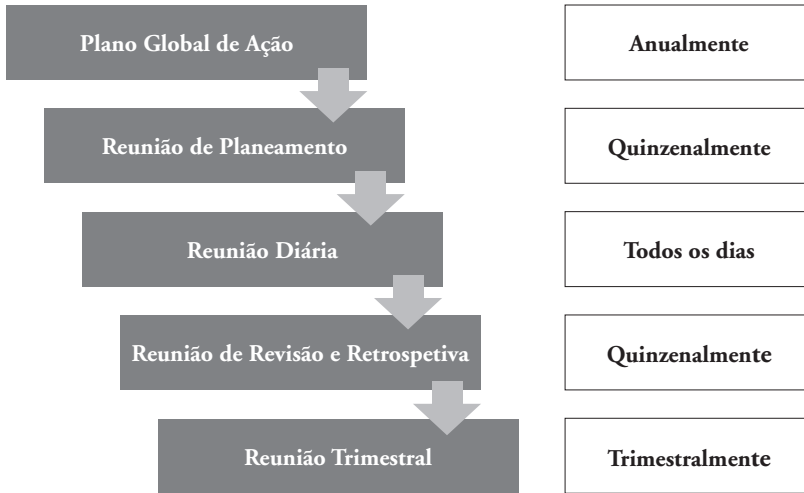 Plano Global de Ação
Anualmente
Reunião de Planeamento
Quinzenalmente
Reunião Diária
Todos os dias
Reunião de Revisão e Retrospetiva
Quinzenalmente
Reunião Trimestral
Trimestralmente